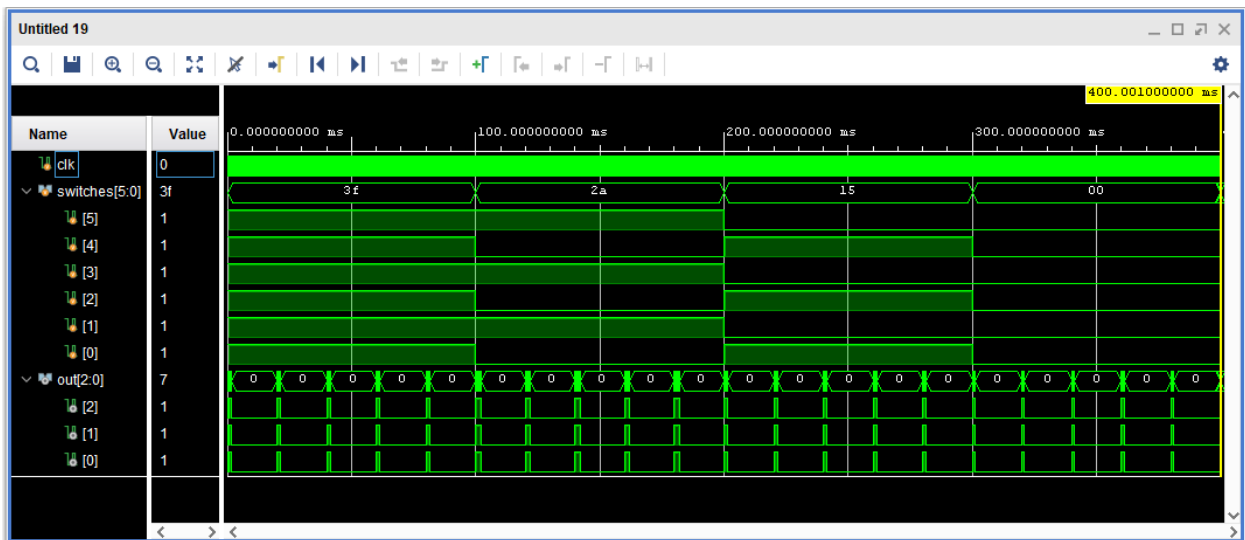 Untitled 19
400.001000000 ms
Name Value 0.000000000 ms 100.000000000 ms 200.000000000 ms 300.000000000 ms
clk 0
switches[5:0] 3f 3f 2a 15 00
[5] 1
[4] 1
[3] 1
[2] 1
[1] 1
[0] 1
out[2:0] 7 0 0 0 0 0 0 0 0 0 0 0 0 0 0 0 0 0 0 0 0
[2] 1
[1] 1
[0] 1